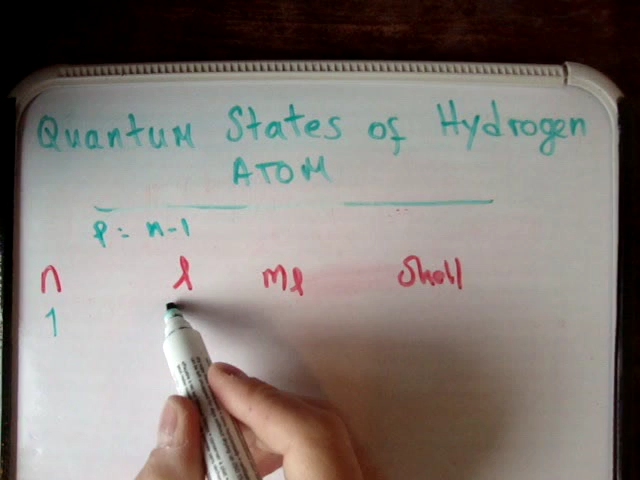 Quantum States of Hydrogen
ATOM
l = n-1
n l ml Shell
1